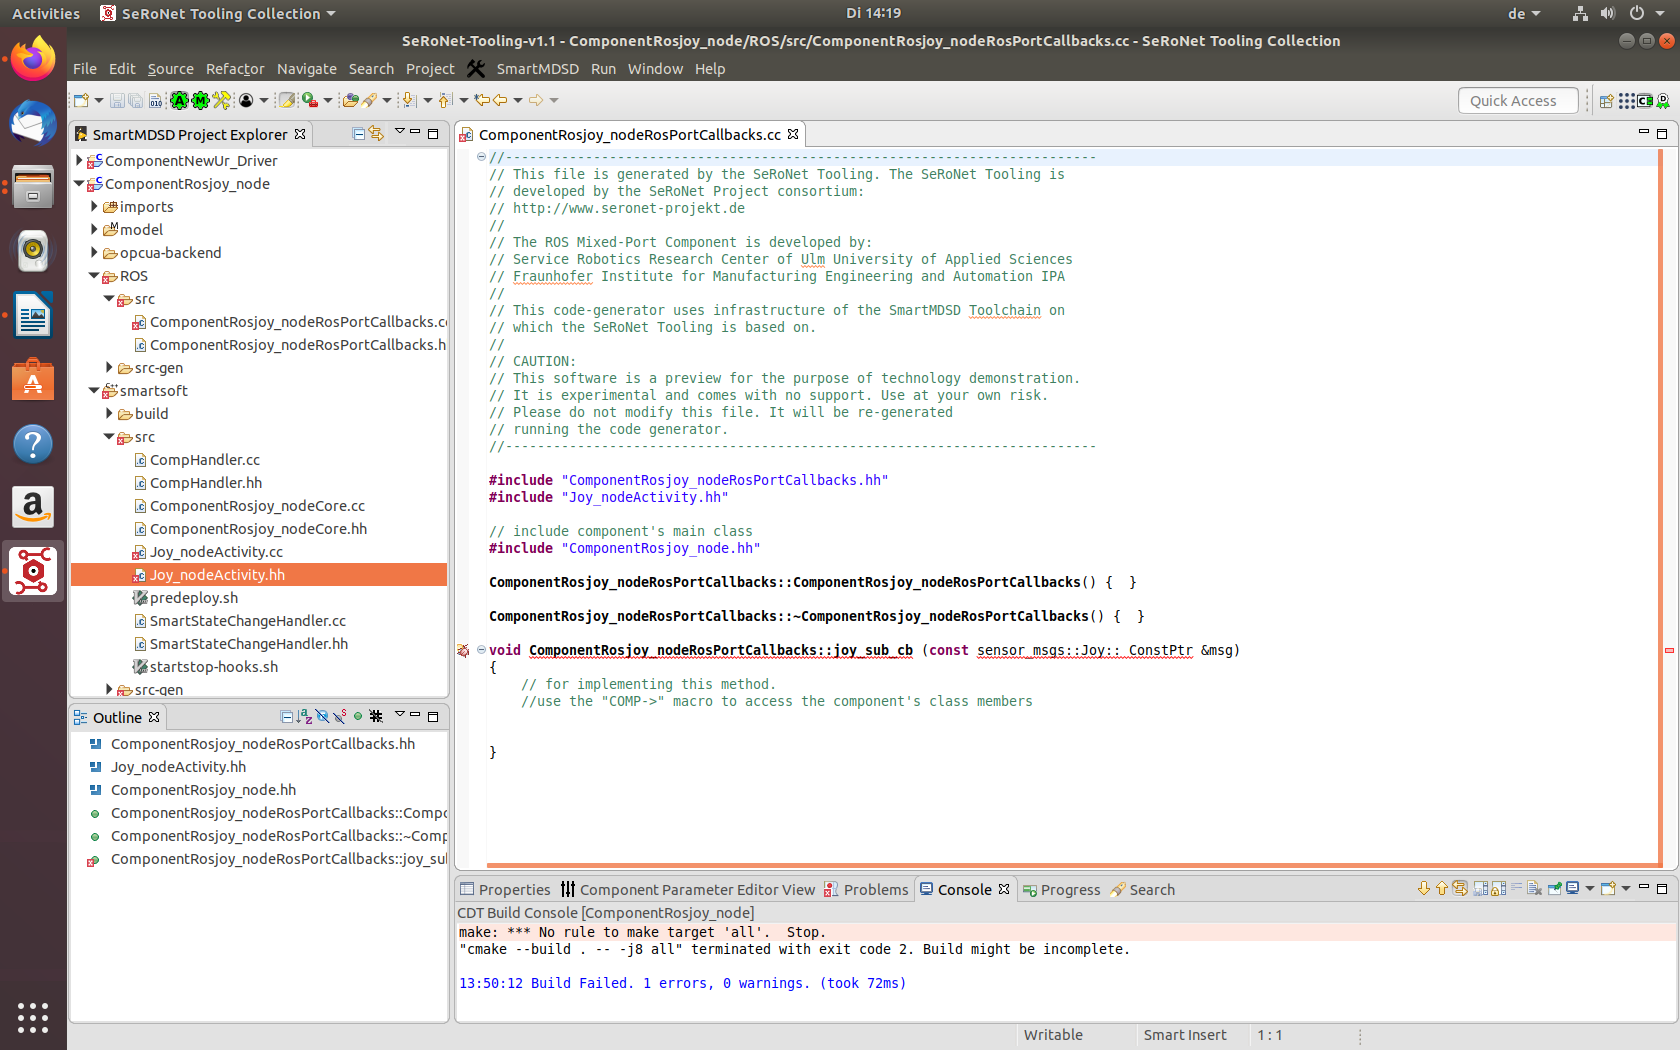 Activities
SeRoNet Tooling Collection
Di 14:19
de
SeRoNet-Tooling-v1.1 - ComponentRosjoy_node/ROS/src/ComponentRosjoy_nodeRosPortCallbacks.cc - SeRoNet Tooling Collection
File Edit Source Refactor Navigate Search Project SmartMDSD Run Window Help
Quick Access
SmartMDSD Project Explorer
ComponentNewUr_Driver
ComponentRosjoy_node
imports
model
opcua-backend
ROS
src
ComponentRosjoy_nodeRosPortCallbacks.c
ComponentRosjoy_nodeRosPortCallbacks.h
src-gen
smartsoft
build
src
CompHandler.cc
CompHandler.hh
ComponentRosjoy_nodeCore.cc
ComponentRosjoy_nodeCore.hh
Joy_nodeActivity.cc
Joy_nodeActivity.hh
predeploy.sh
SmartStateChangeHandler.cc
SmartStateChangeHandler.hh
startstop-hooks.sh
src-gen
Outline
ComponentRosjoy_nodeRosPortCallbacks.hh
Joy_nodeActivity.hh
ComponentRosjoy_node.hh
ComponentRosjoy_nodeRosPortCallbacks::Compo
ComponentRosjoy_nodeRosPortCallbacks::~Comp
ComponentRosjoy_nodeRosPortCallbacks::joy_sul
ComponentRosjoy_nodeRosPortCallbacks.cc
//--------------------------------------------------------------------------
// This file is generated by the SeRoNet Tooling. The SeRoNet Tooling is
// developed by the SeRoNet Project consortium:
// http://www.seronet-projekt.de
//
// The ROS Mixed-Port Component is developed by:
// Service Robotics Research Center of Ulm University of Applied Sciences
// Fraunhofer Institute for Manufacturing Engineering and Automation IPA
//
// This code-generator uses infrastructure of the SmartMDSD Toolchain on
// which the SeRoNet Tooling is based on.
//
// CAUTION:
// This software is a preview for the purpose of technology demonstration.
// It is experimental and comes with no support. Use at your own risk.
// Please do not modify this file. It will be re-generated
// running the code generator.
//--------------------------------------------------------------------------
#include "ComponentRosjoy_nodeRosPortCallbacks.hh"
#include "Joy_nodeActivity.hh"
// include component's main class
#include "ComponentRosjoy_node.hh"
ComponentRosjoy_nodeRosPortCallbacks::ComponentRosjoy_nodeRosPortCallbacks() {  }
ComponentRosjoy_nodeRosPortCallbacks::~ComponentRosjoy_nodeRosPortCallbacks() {  }
void ComponentRosjoy_nodeRosPortCallbacks::joy_sub_cb (const sensor_msgs::Joy:: ConstPtr &msg)
{
// for implementing this method.
//use the "COMP->" macro to access the component's class members
}
Properties Component Parameter Editor View Problems Console Progress Search
CDT Build Console [ComponentRosjoy_node]
make: *** No rule to make target 'all'.  Stop.
"cmake --build . -- -j8 all" terminated with exit code 2. Build might be incomplete.
13:50:12 Build Failed. 1 errors, 0 warnings. (took 72ms)
Writable
Smart Insert
1 : 1